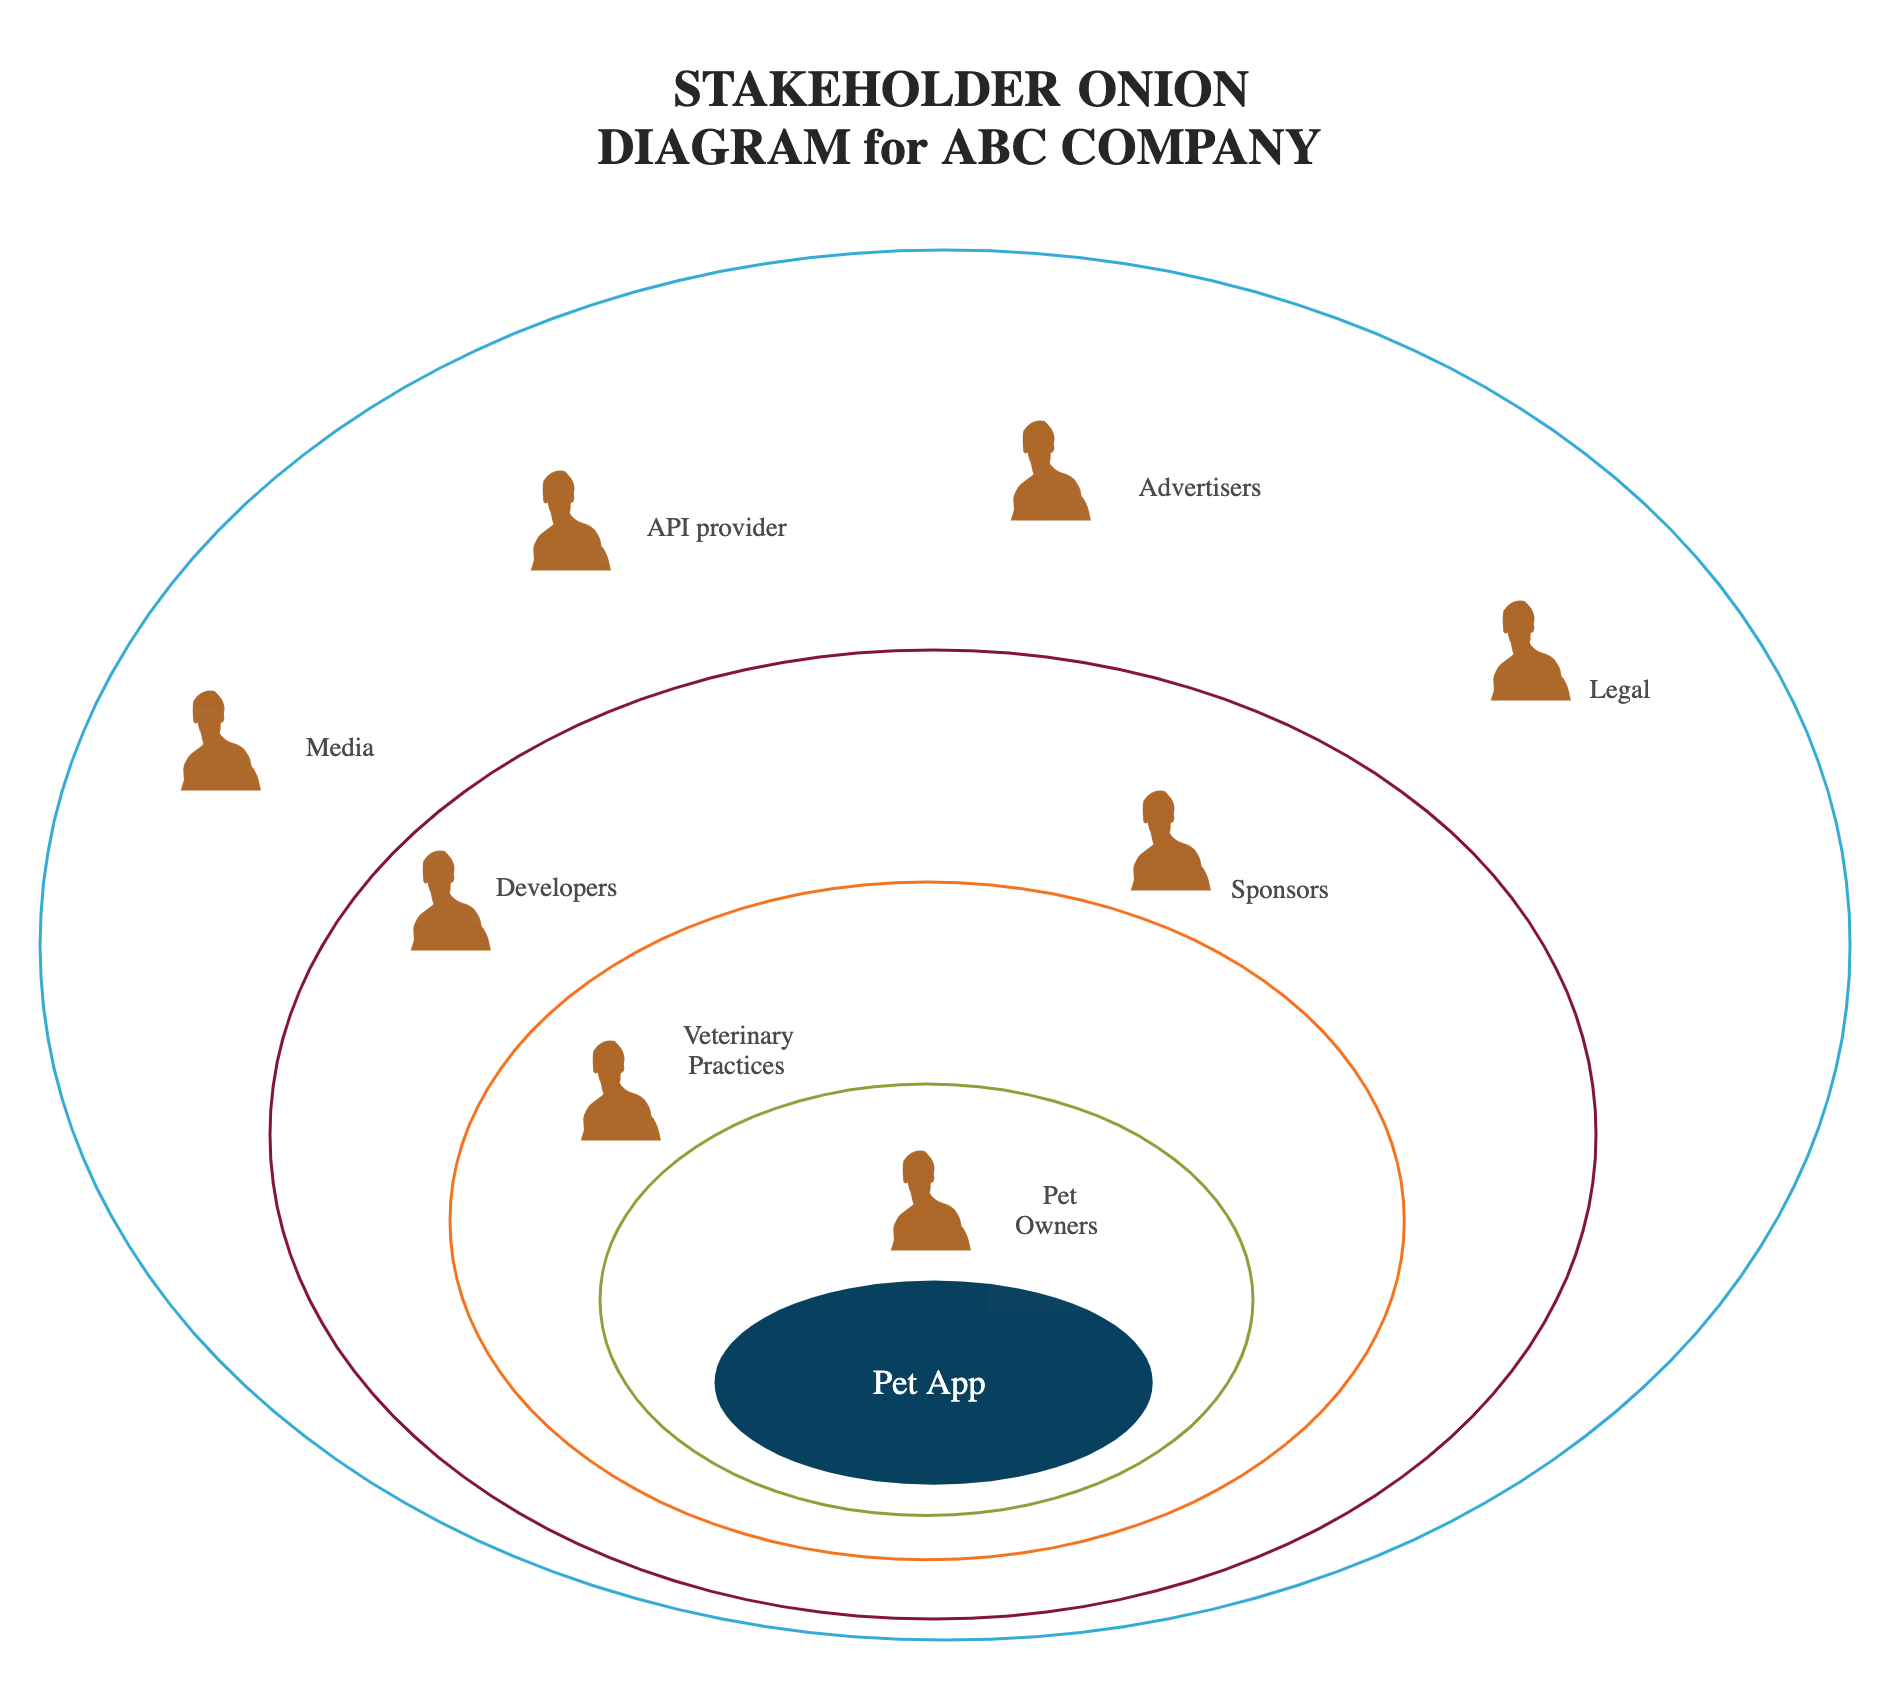 STAKEHOLDER ONION
DIAGRAM for ABC COMPANY
Advertisers
API provider
Legal
Media
Developers
Sponsors
Veterinary
Practices
Pet
Owners
Pet App